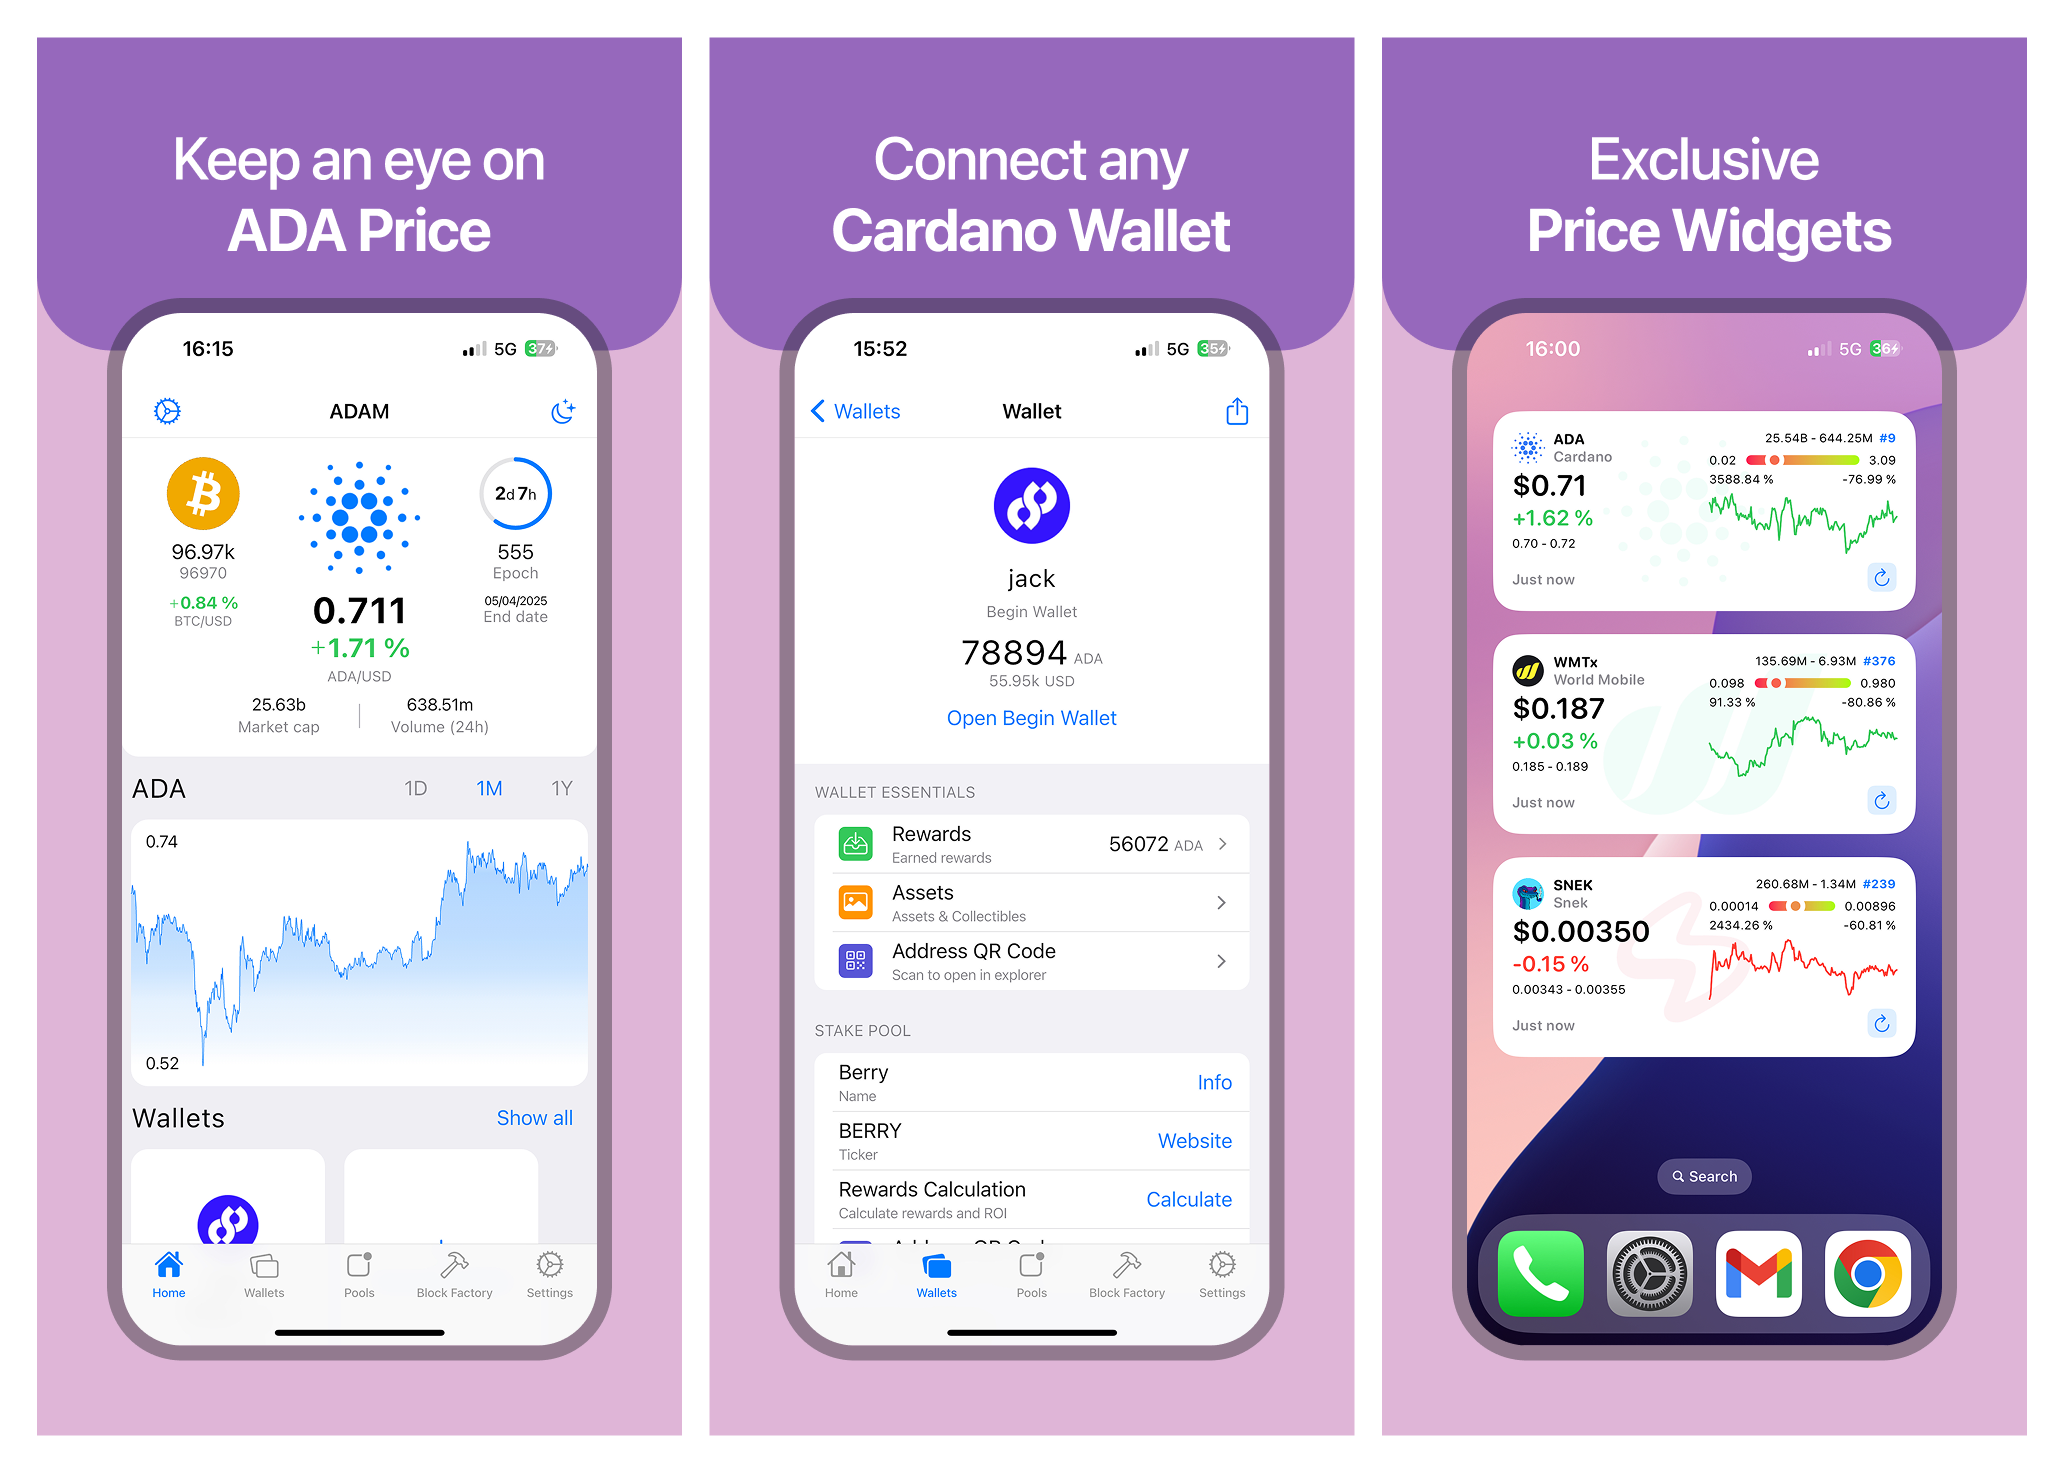 Keep an eye on
ADA Price
16:15
5G 37
ADAM
96.97k
96970
+0.84 %
BTC/USD
2d 7h
555
Epoch
05/04/2025
End date
0.711
+1.71 %
ADA/USD
25.63b
Market cap
638.51m
Volume (24h)
ADA 1D 1M 1Y
0.74
0.52
Wallets Show all
Home Wallets Pools Block Factory Settings
Connect any
Cardano Wallet
15:52
5G 35
Wallets Wallet
jack
Begin Wallet
78894 ADA
55.95k USD
Open Begin Wallet
WALLET ESSENTIALS
Rewards
Earned rewards
56072 ADA
Assets
Assets & Collectibles
Address QR Code
Scan to open in explorer
STAKE POOL
Berry
Name
Info
BERRY
Ticker
Website
Rewards Calculation
Calculate rewards and ROI
Calculate
Home Wallets Pools Block Factory Settings
Exclusive
Price Widgets
16:00
5G 36
ADA
Cardano
$0.71
+1.62 %
0.70 - 0.72
Just now
25.54B - 644.25M #9
0.02 3.09
3588.84 % -76.99 %
WMTx
World Mobile
$0.187
+0.03 %
0.185 - 0.189
Just now
135.69M - 6.93M #376
0.098 0.980
91.33 % -80.86 %
SNEK
Snek
$0.00350
-0.15 %
0.00343 - 0.00355
Just now
260.68M - 1.34M #239
0.00014 0.00896
2434.26 % -60.81 %
Search